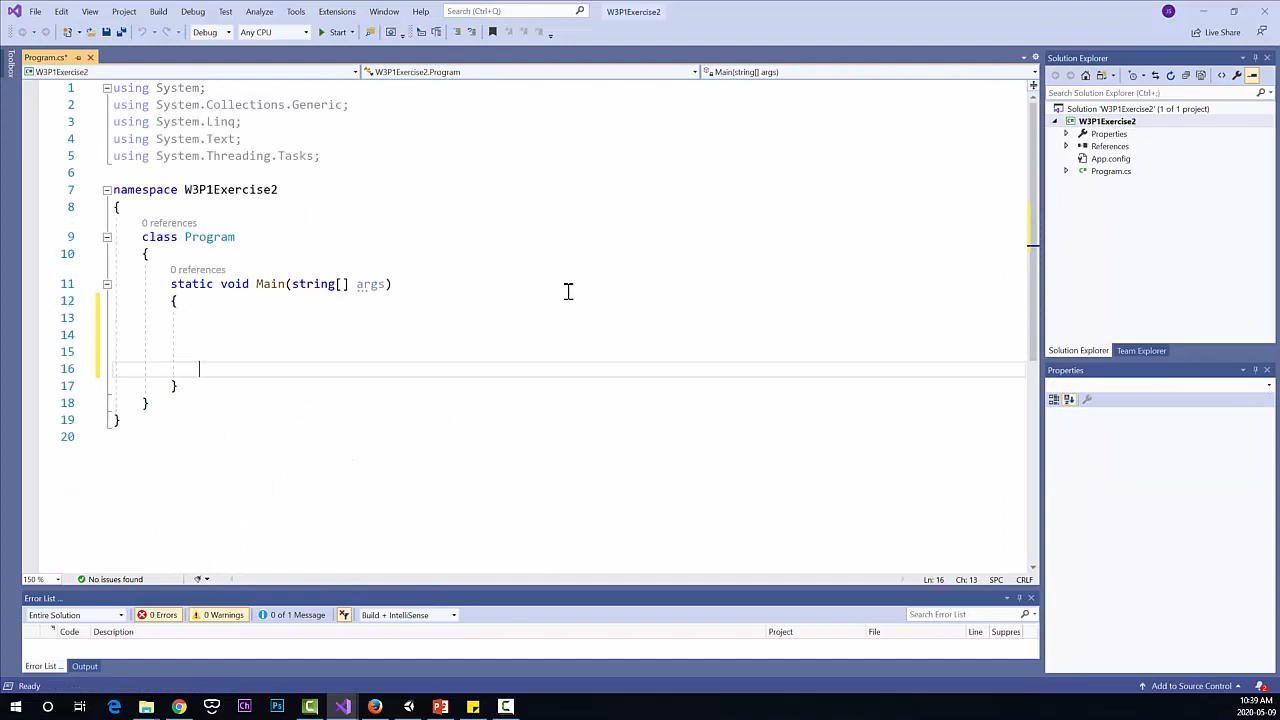 File Edit View Project Build Debug Test Analyze Tools Extensions Window Help Search (Ctrl+Q) W3P1Exercise2 JS
Debug Any CPU Start Live Share
Program.cs*
W3P1Exercise2 W3P1Exercise2.Program Main(string[] args)
Toolbox
1 using System;
2 using System.Collections.Generic;
3 using System.Linq;
4 using System.Text;
5 using System.Threading.Tasks;
6
7 namespace W3P1Exercise2
8 {
0 references
9 class Program
10 {
0 references
11 static void Main(string[] args)
12 {
13
14
15
16
17 }
18 }
19 }
20
150 % No issues found Ln: 16 Ch: 13 SPC CRLF
Error List ...
Entire Solution 0 Errors 0 Warnings 0 of 1 Message Build + IntelliSense Search Error List
Code Description Project File Line Suppres
Error List ... Output
Solution Explorer
Search Solution Explorer (Ctrl+;)
Solution 'W3P1Exercise2' (1 of 1 project)
W3P1Exercise2
Properties
References
App.config
Program.cs
Solution Explorer Team Explorer
Properties
Ready Add to Source Control 2
10:39 AM
2020-05-09